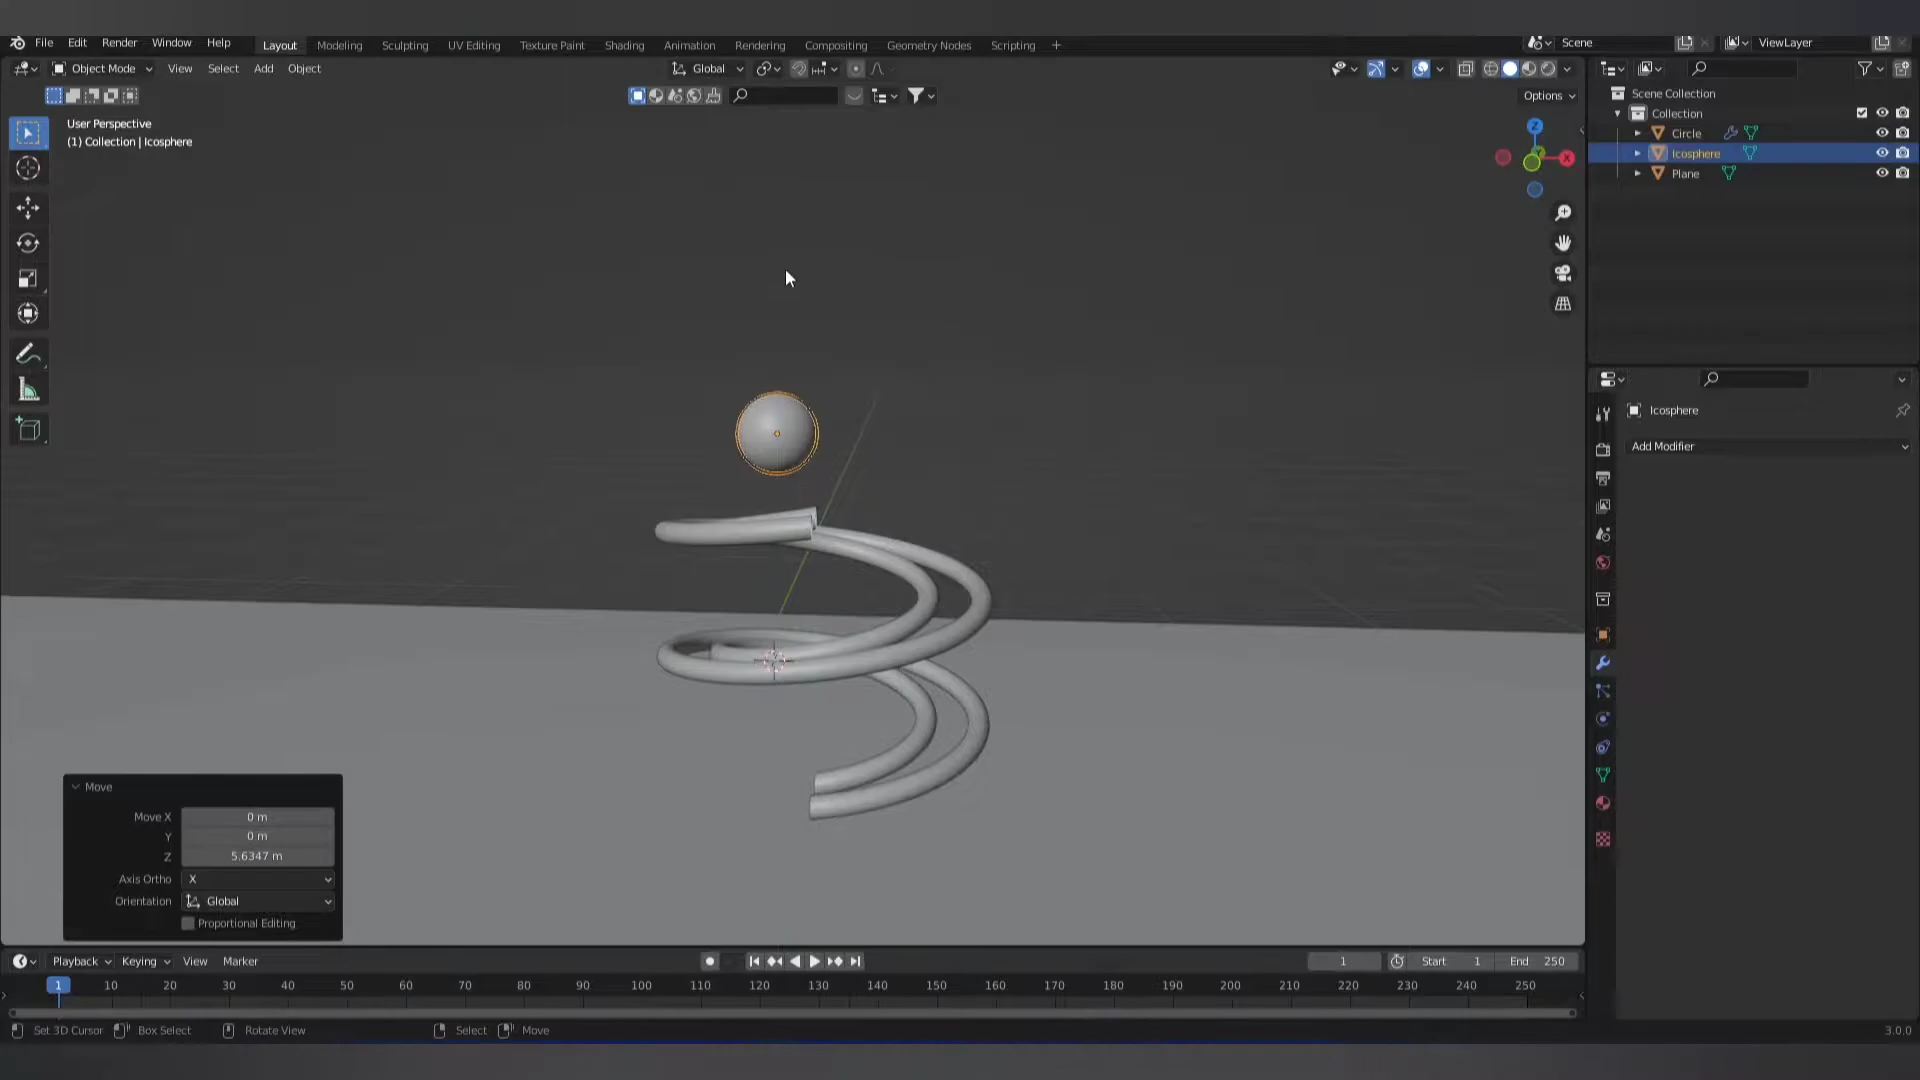 File Edit Render Window Help Layout Modeling Sculpting UV Editing Texture Paint Shading Animation Rendering Compositing Geometry Nodes Scripting + Scene ViewLayer
Object Mode View Select Add Object Global
Options
User Perspective
(1) Collection | Icosphere
Z
X
Scene Collection
Collection
Circle
Icosphere
Plane
Icosphere
Add Modifier
Move
Move X 0 m
Y 0 m
Z 5.6347 m
Axis Ortho X
Orientation Global
Proportional Editing
Playback Keying View Marker 1 Start 1 End 250
1 10 20 30 40 50 60 70 80 90 100 110 120 130 140 150 160 170 180 190 200 210 220 230 240 250
Set 3D Cursor Box Select Rotate View Select Move 3.0.0